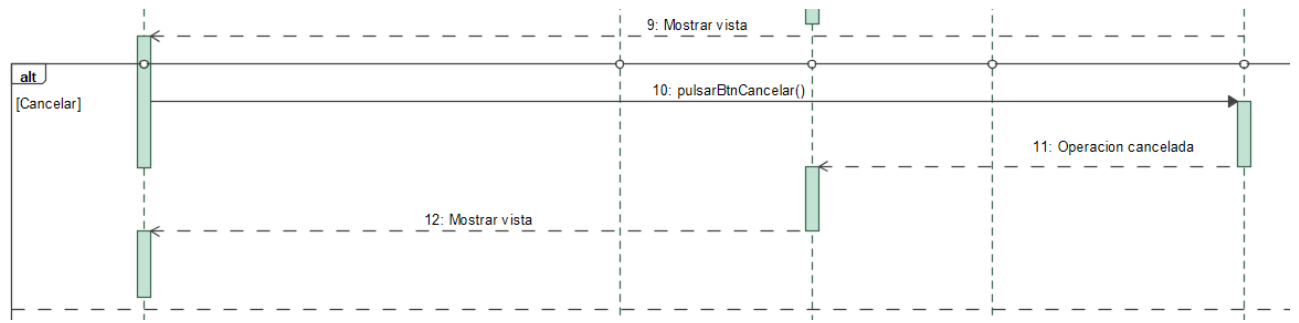 9: Mostrar vista
alt
[Cancelar]
10: pulsarBtnCancelar()
11: Operacion cancelada
12: Mostrar vista